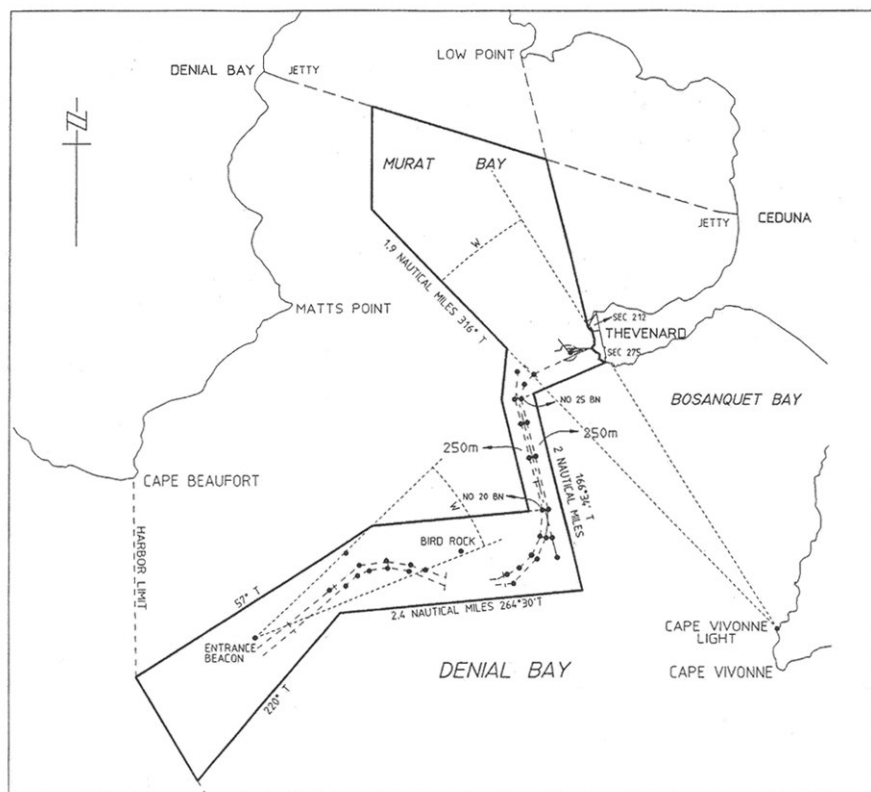 LOW POINT
DENIAL BAY
JETTY
N
MURAT BAY
JETTY
CEDUNA
W
1.9 NAUTICAL MILES 316° T
MATTS POINT
SEC 212
THEVENARD
SEC 275
BOSANQUET BAY
NO 25 BN
250m
250m
CAPE BEAUFORT
166°34' T
2 NAUTICAL MILES
NO 20 BN
W
HARBOR LIMIT
BIRD ROCK
57° T
2.4 NAUTICAL MILES 264°30'T
ENTRANCE
BEACON
CAPE VIVONNE
LIGHT
DENIAL BAY
CAPE VIVONNE
220° T